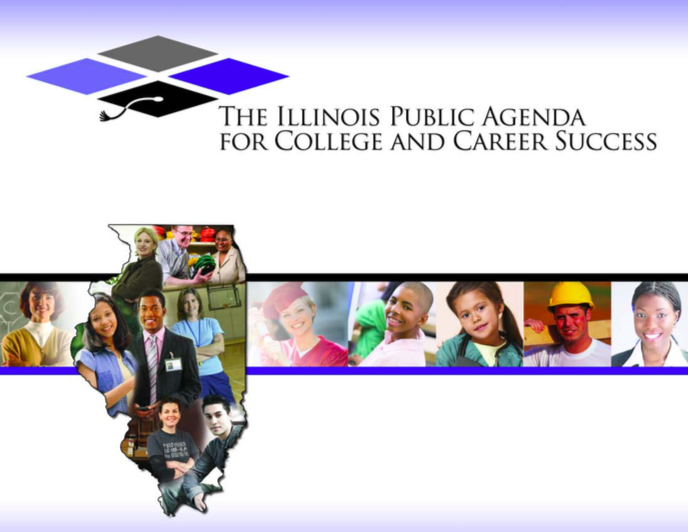 THE ILLINOIS PUBLIC AGENDA
FOR COLLEGE AND CAREER SUCCESS